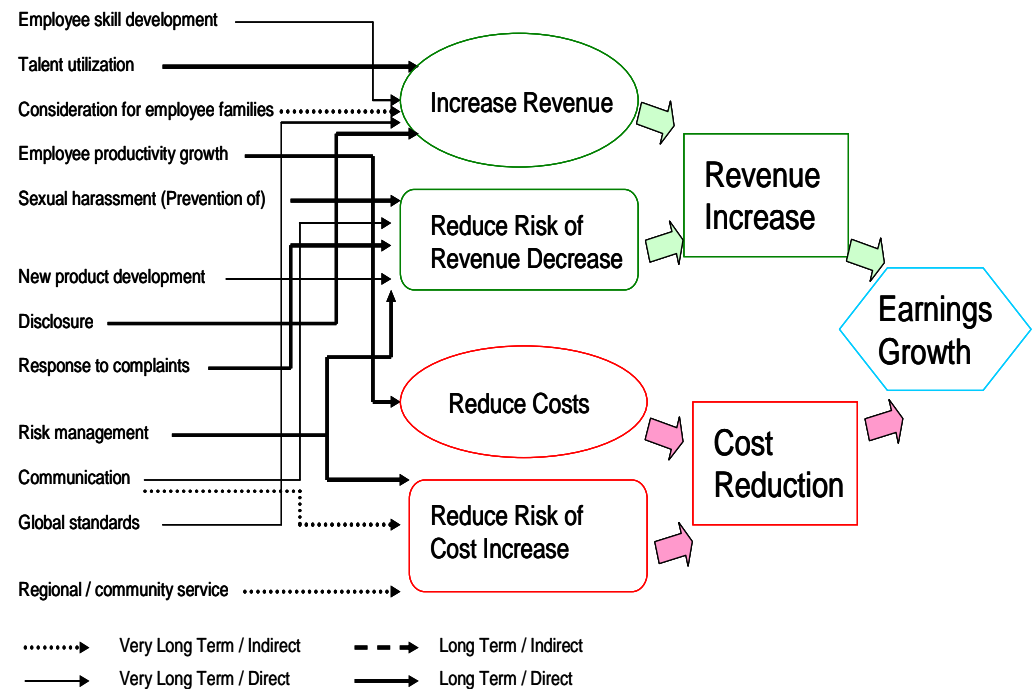 Employee skill development
Talent utilization
Consideration for employee families
Employee productivity growth
Sexual harassment (Prevention of)
New product development
Disclosure
Response to complaints
Risk management
Communication
Global standards
Regional / community service
Increase Revenue
Reduce Risk of
Revenue Decrease
Reduce Costs
Reduce Risk of
Cost Increase
Revenue
Increase
Cost
Reduction
Earnings
Growth
Very Long Term / Indirect
Long Term / Indirect
Very Long Term / Direct
Long Term / Direct